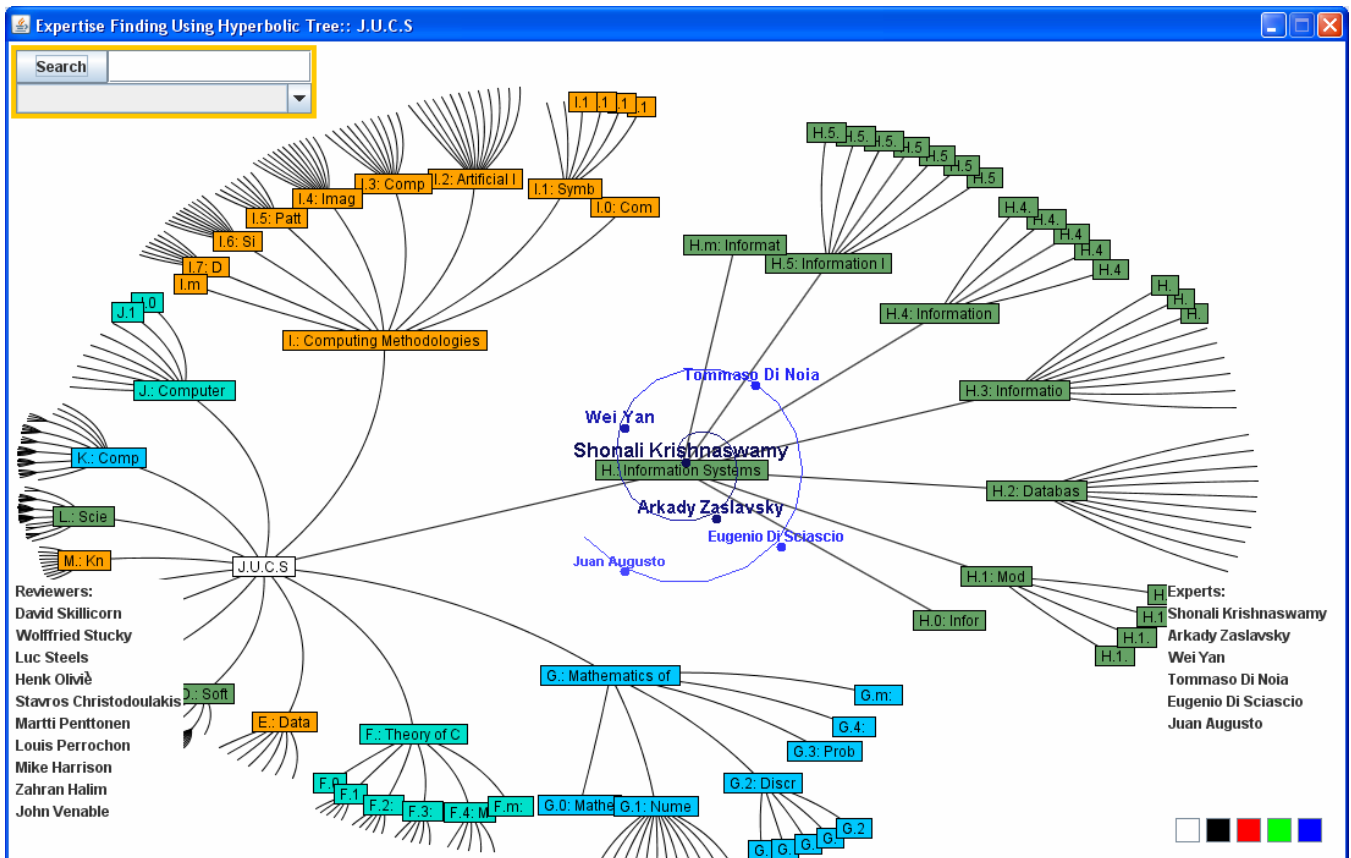 Expertise Finding Using Hyperbolic Tree:: J.U.C.S
Search
I.1
.1
.1
.1
I.3: Comp
I.2: Artificial I
I.4: Imag
I.1: Symb
I.5: Patt
I.0: Com
I.6: Si
I.7: D
I.m
J.0
J.1
I.: Computing Methodologies
J.: Computer
K.: Comp
L.: Scie
M.: Kn
J.U.C.S
H.5.
H.5.
H.5
H.5
H.5
H.5
H.5
H.m: Informat
H.5: Information I
H.4.
H.4.
H.4
H.4
H.4
H.4: Information
H.
H.
H.
H.3: Informatio
H.2: Databas
H.1: Mod
H.0: Infor
H.
H.1
H.1.
H.1.
Tommaso Di Noia
Wei Yan
Shonali Krishnaswamy
H.: Information Systems
Arkady Zaslavsky
Eugenio Di Sciascio
Juan Augusto
Reviewers:
David Skillicorn
Wolffried Stucky
Luc Steels
Henk Oliviè
Stavros Christodoulakis
Martti Penttonen
Louis Perrochon
Mike Harrison
Zahran Halim
John Venable
D.: Soft
E.: Data
F.: Theory of C
F.0
F.1
F.2:
F.3:
F.4: M
F.m:
G.: Mathematics of
G.m:
G.4:
G.3: Prob
G.2: Discr
G.0: Mathe
G.1: Nume
G.
G.
G.
G.
G.2
Experts:
Shonali Krishnaswamy
Arkady Zaslavsky
Wei Yan
Tommaso Di Noia
Eugenio Di Sciascio
Juan Augusto